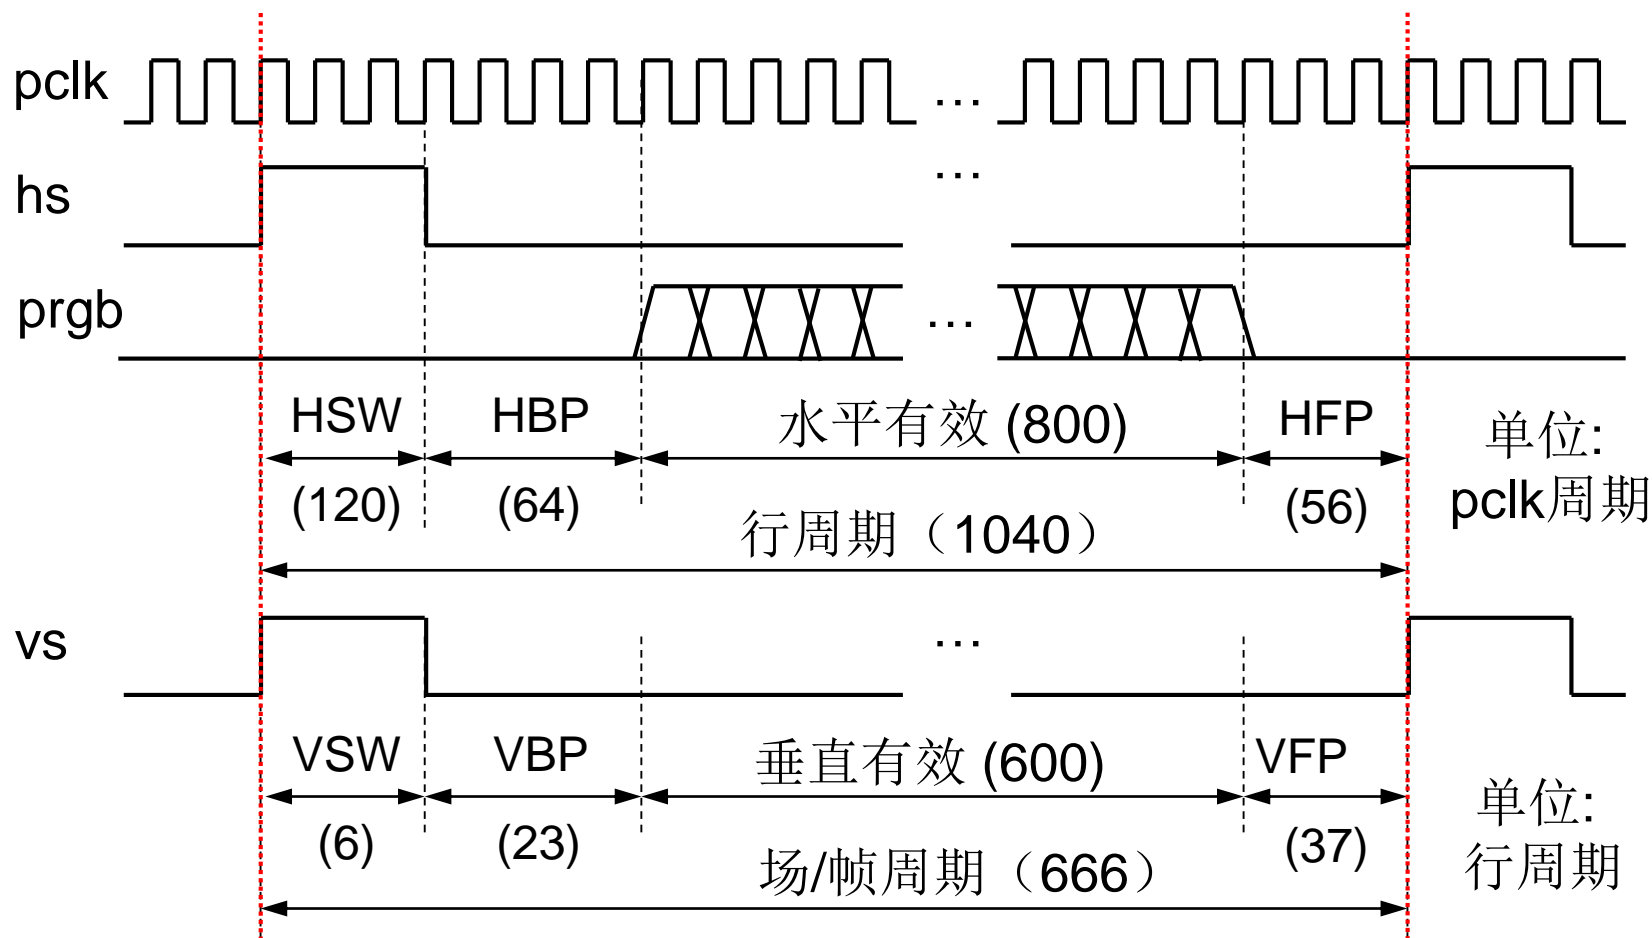 pclk
…
hs
…
prgb
…
HSW
HBP
水平有效 (800)
HFP
单位:
pclk周期
(120)
(64)
(56)
行周期（1040）
vs
…
VSW
VBP
垂直有效 (600)
VFP
单位:
行周期
(6)
(23)
(37)
场/帧周期（666）